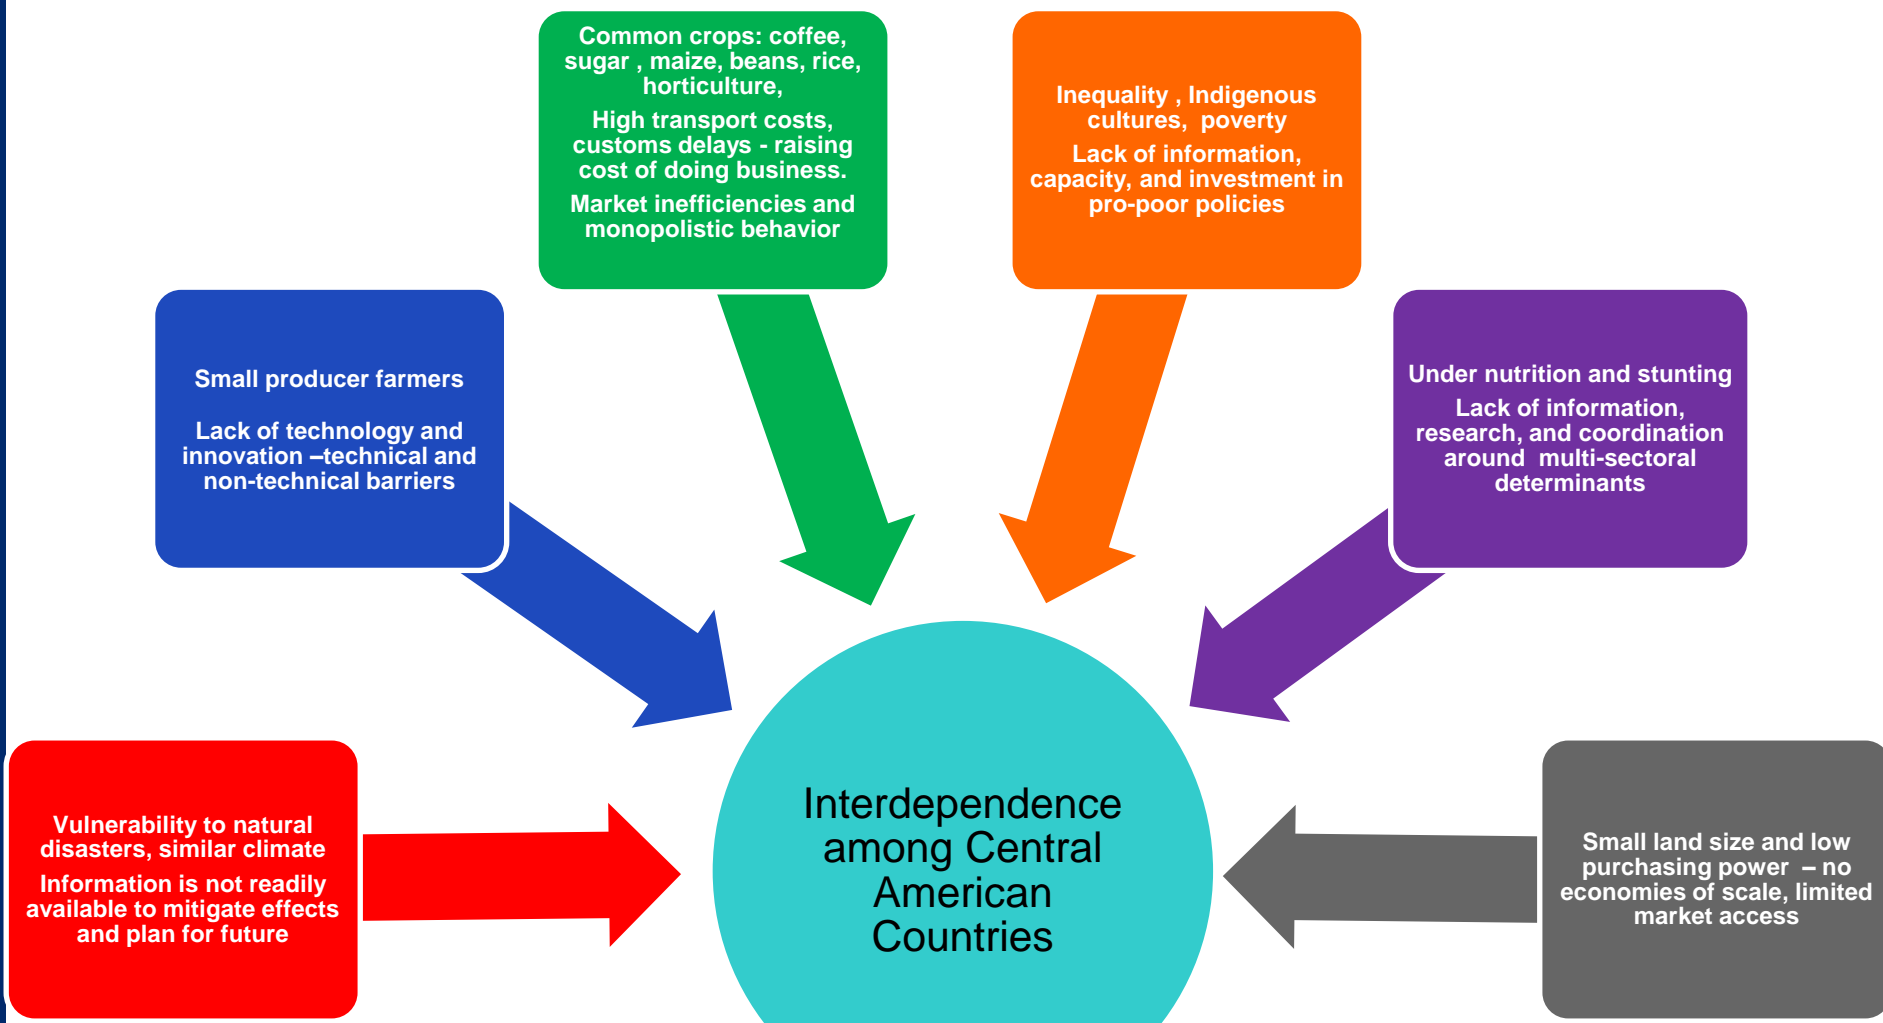 Common crops: coffee,
sugar , maize, beans, rice,
horticulture,
High transport costs,
customs delays - raising
cost of doing business.
Market inefficiencies and
monopolistic behavior
Inequality , Indigenous
cultures, poverty
Lack of information,
capacity, and investment in
pro-poor policies
Small producer farmers
Lack of technology and
innovation –technical and
non-technical barriers
Under nutrition and stunting
Lack of information,
research, and coordination
around multi-sectoral
determinants
Vulnerability to natural
disasters, similar climate
Information is not readily
available to mitigate effects
and plan for future
Interdependence
among Central
American
Countries
Small land size and low
purchasing power – no
economies of scale, limited
market access